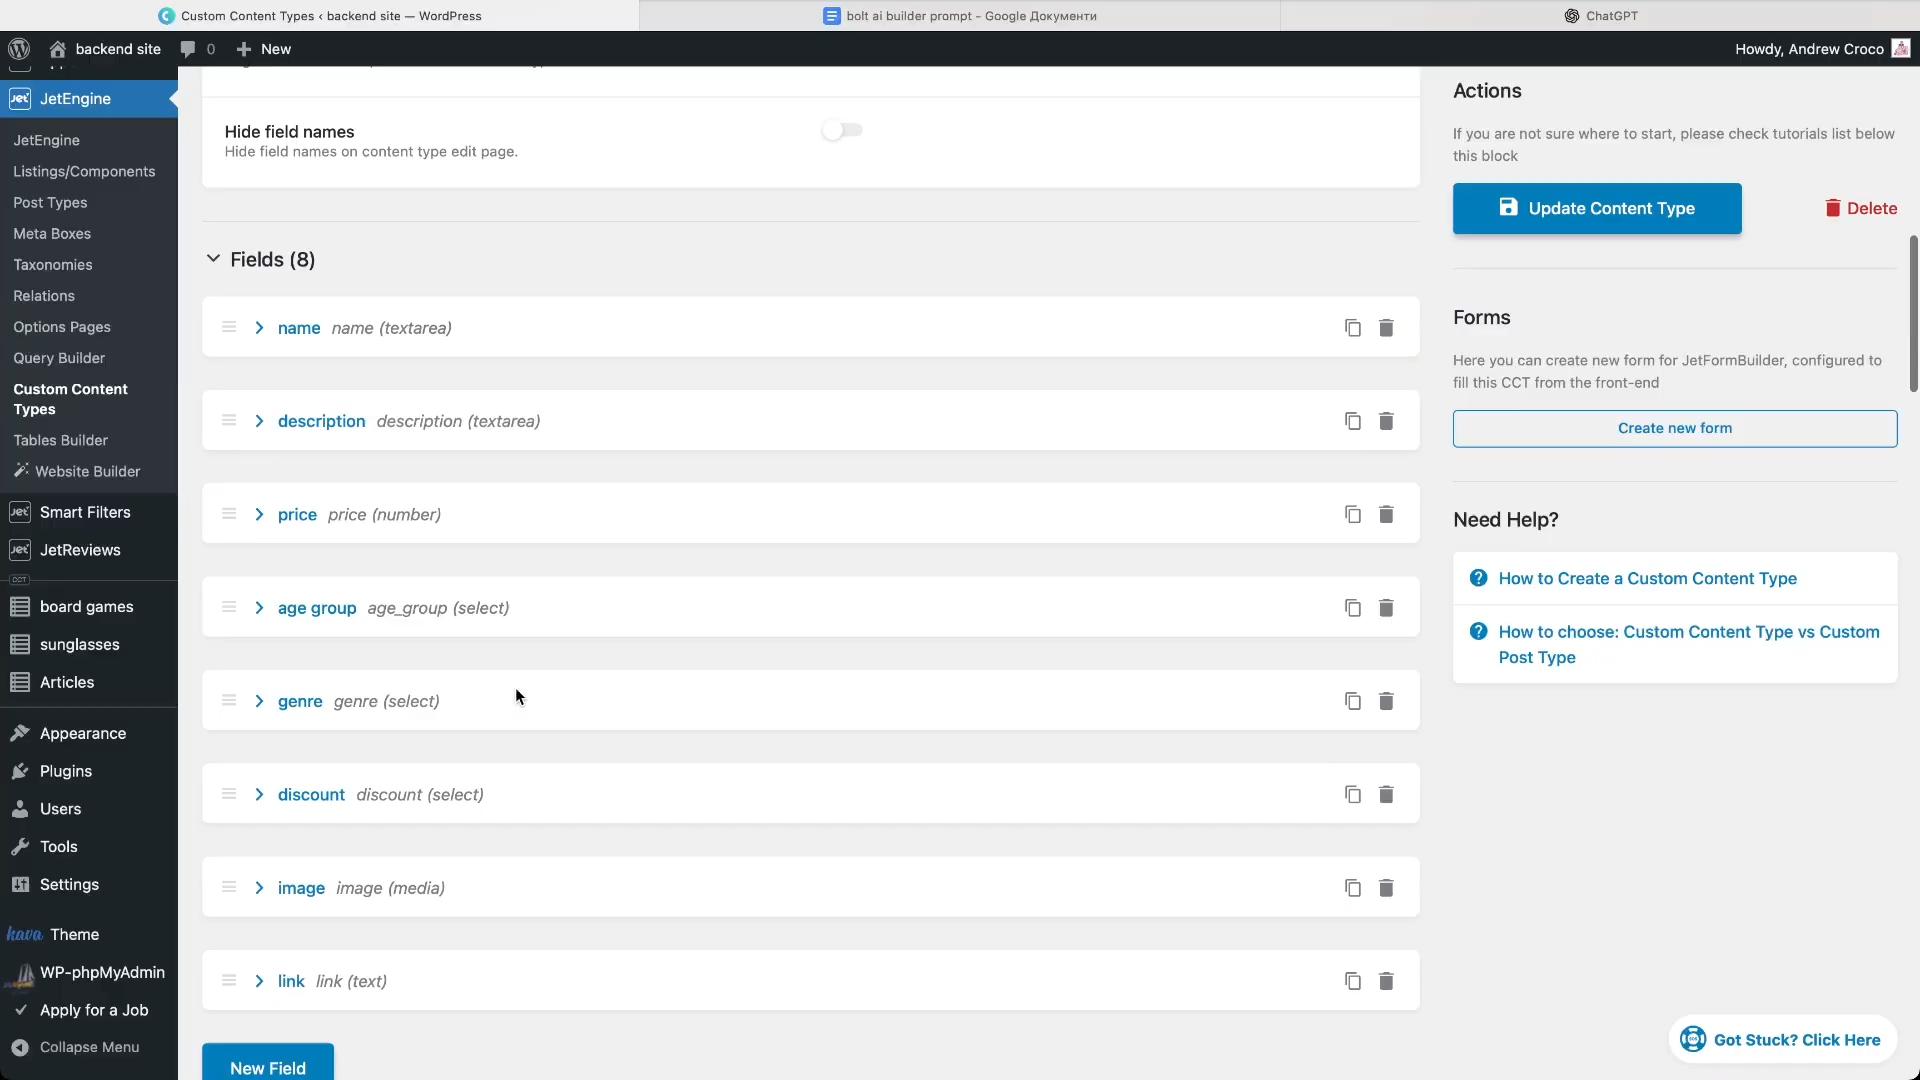 Custom Content Types ‹ backend site — WordPress
bolt ai builder prompt - Google Документи
ChatGPT
backend site
0
New
Howdy, Andrew Croco
Jet JetEngine
JetEngine
Listings/Components
Post Types
Meta Boxes
Taxonomies
Relations
Options Pages
Query Builder
Custom Content
Types
Tables Builder
Website Builder
Jet Smart Filters
Jet JetReviews
CCT
board games
sunglasses
Articles
Appearance
Plugins
Users
Tools
Settings
kava Theme
WP-phpMyAdmin
Apply for a Job
Collapse Menu
Hide field names
Hide field names on content type edit page.
Fields (8)
name name (textarea)
description description (textarea)
price price (number)
age group age_group (select)
genre genre (select)
discount discount (select)
image image (media)
link link (text)
New Field
Actions
If you are not sure where to start, please check tutorials list below
this block
Update Content Type
Delete
Forms
Here you can create new form for JetFormBuilder, configured to
fill this CCT from the front-end
Create new form
Need Help?
How to Create a Custom Content Type
How to choose: Custom Content Type vs Custom
Post Type
Got Stuck? Click Here